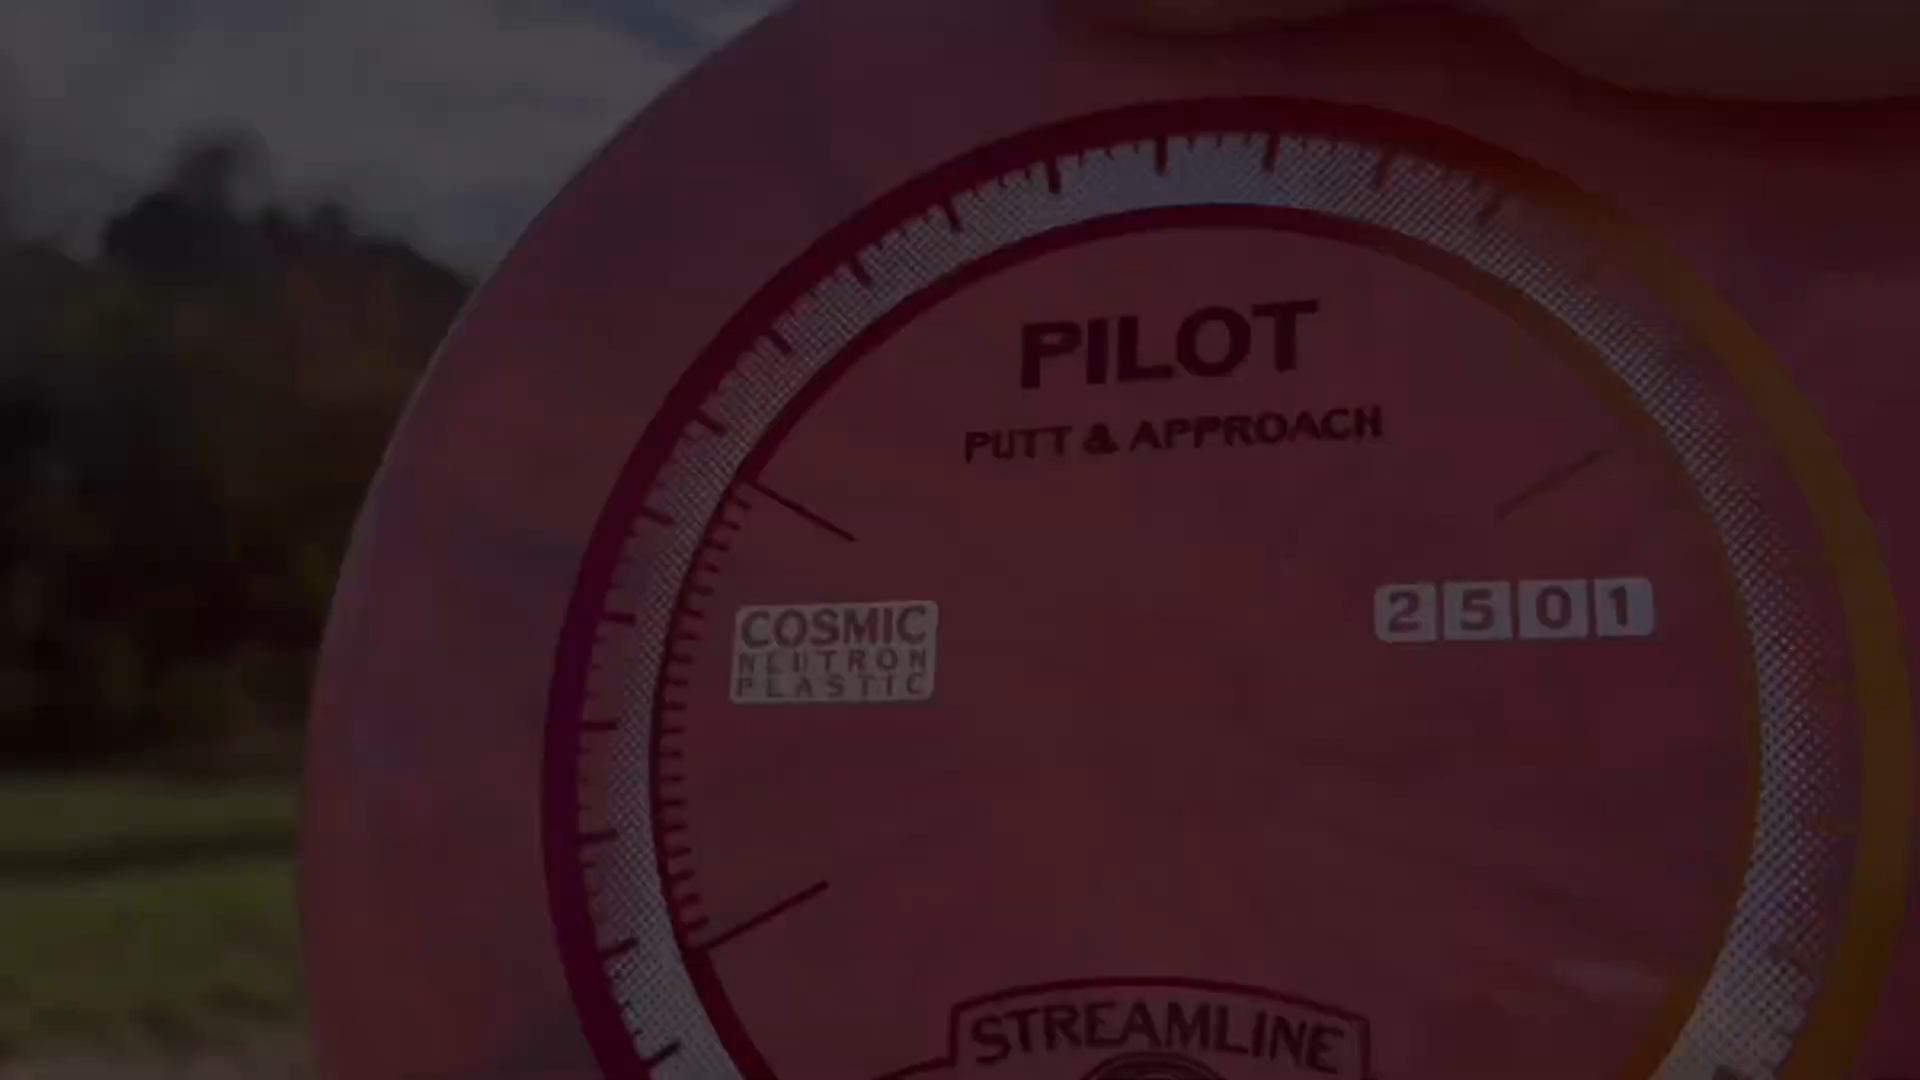 PILOT
PUTT & APPROACH
COSMIC
NEUTRON
PLASTIC
2501
STREAMLINE